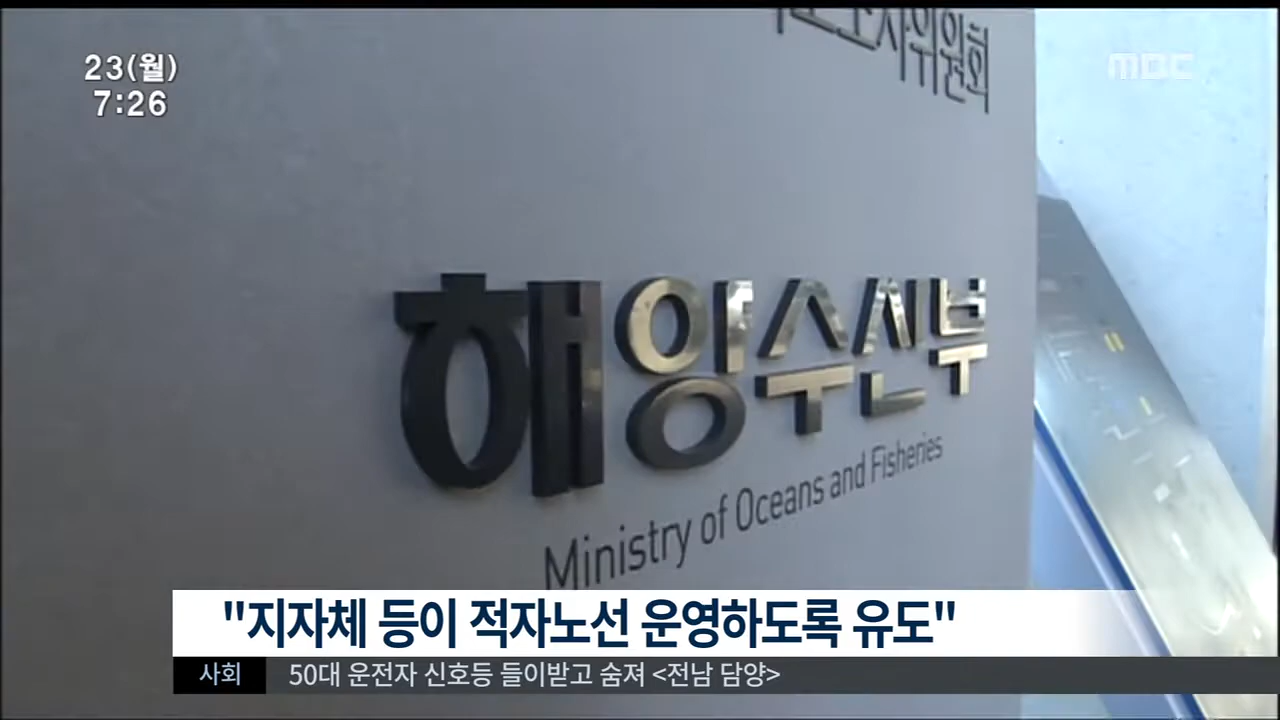 23(월)
7:26
MBC
해양수산부
Ministry of Oceans and Fisheries
"지자체 등이 적자노선 운영하도록 유도"
사회
50대 운전자 신호등 들이받고 숨져 <전남 담양>